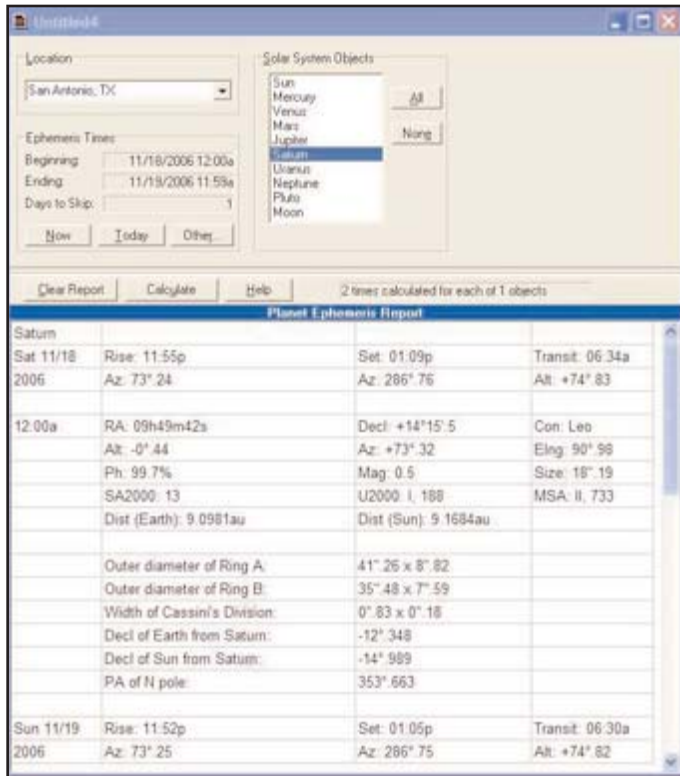 Untitled4
Location
San Antonio, TX
Ephemeris Times
Beginning: 11/18/2006 12:00a
Ending: 11/19/2006 11:59a
Days to Skip: 1
Now Today Other...
Solar System Objects
Sun
Mercury
Venus
Mars
Jupiter
Saturn
Uranus
Neptune
Pluto
Moon
All
None
Clear Report Calculate Help 2 times calculated for each of 1 objects
Planet Ephemeris Report
Saturn
Sat 11/18 Rise: 11:55p Set: 01:09p Transit: 06:34a
2006 Az: 73°.24 Az: 286°.76 Alt: +74°.83
12:00a RA: 09h49m42s Decl: +14°15'.5 Con: Leo
Alt: -0°.44 Az: +73°.32 Elng: 90°.98
Ph: 99.7% Mag: 0.5 Size: 18".19
SA2000: 13 U2000: I, 188 MSA: II, 733
Dist (Earth): 9.0981au Dist (Sun): 9.1684au
Outer diameter of Ring A: 41".26 x 8".82
Outer diameter of Ring B: 35".48 x 7".59
Width of Cassini's Division: 0".83 x 0".18
Decl of Earth from Saturn: -12°.348
Decl of Sun from Saturn: -14°.989
PA of N pole: 353°.663
Sun 11/19 Rise: 11:52p Set: 01:05p Transit: 06:30a
2006 Az: 73°.25 Az: 286°.75 Alt: +74°.82